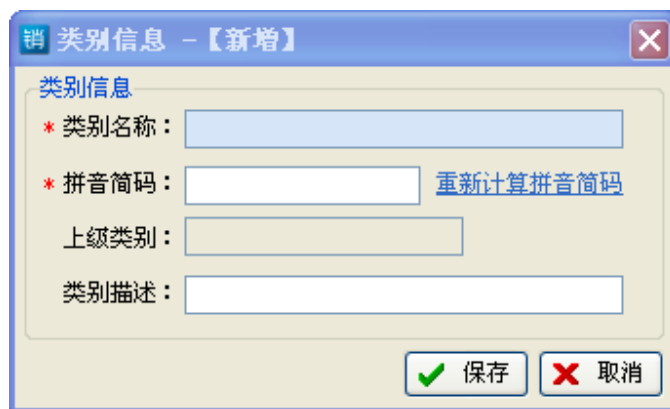 销 类别信息 -【新增】
类别信息
* 类别名称：
* 拼音简码： 重新计算拼音简码
上级类别：
类别描述：
保存 取消